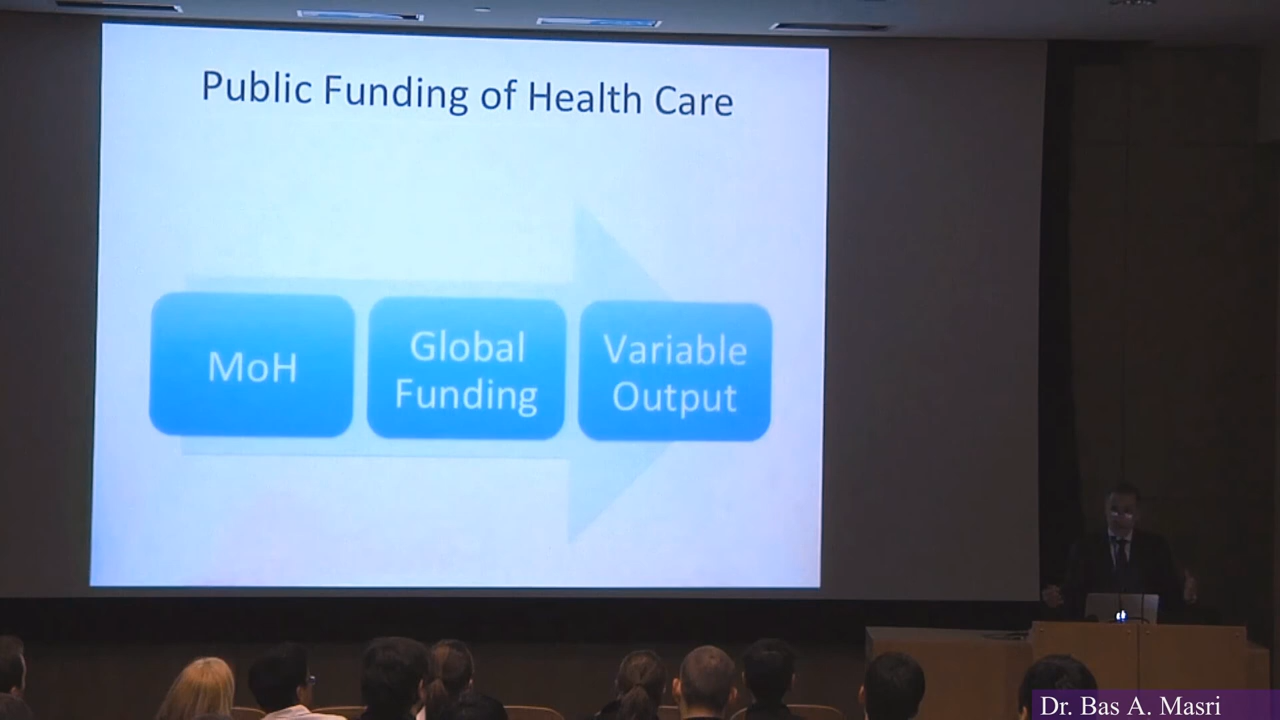 Public Funding of Health Care
MoH
Global
Funding
Variable
Output
Dr. Bas A. Masri